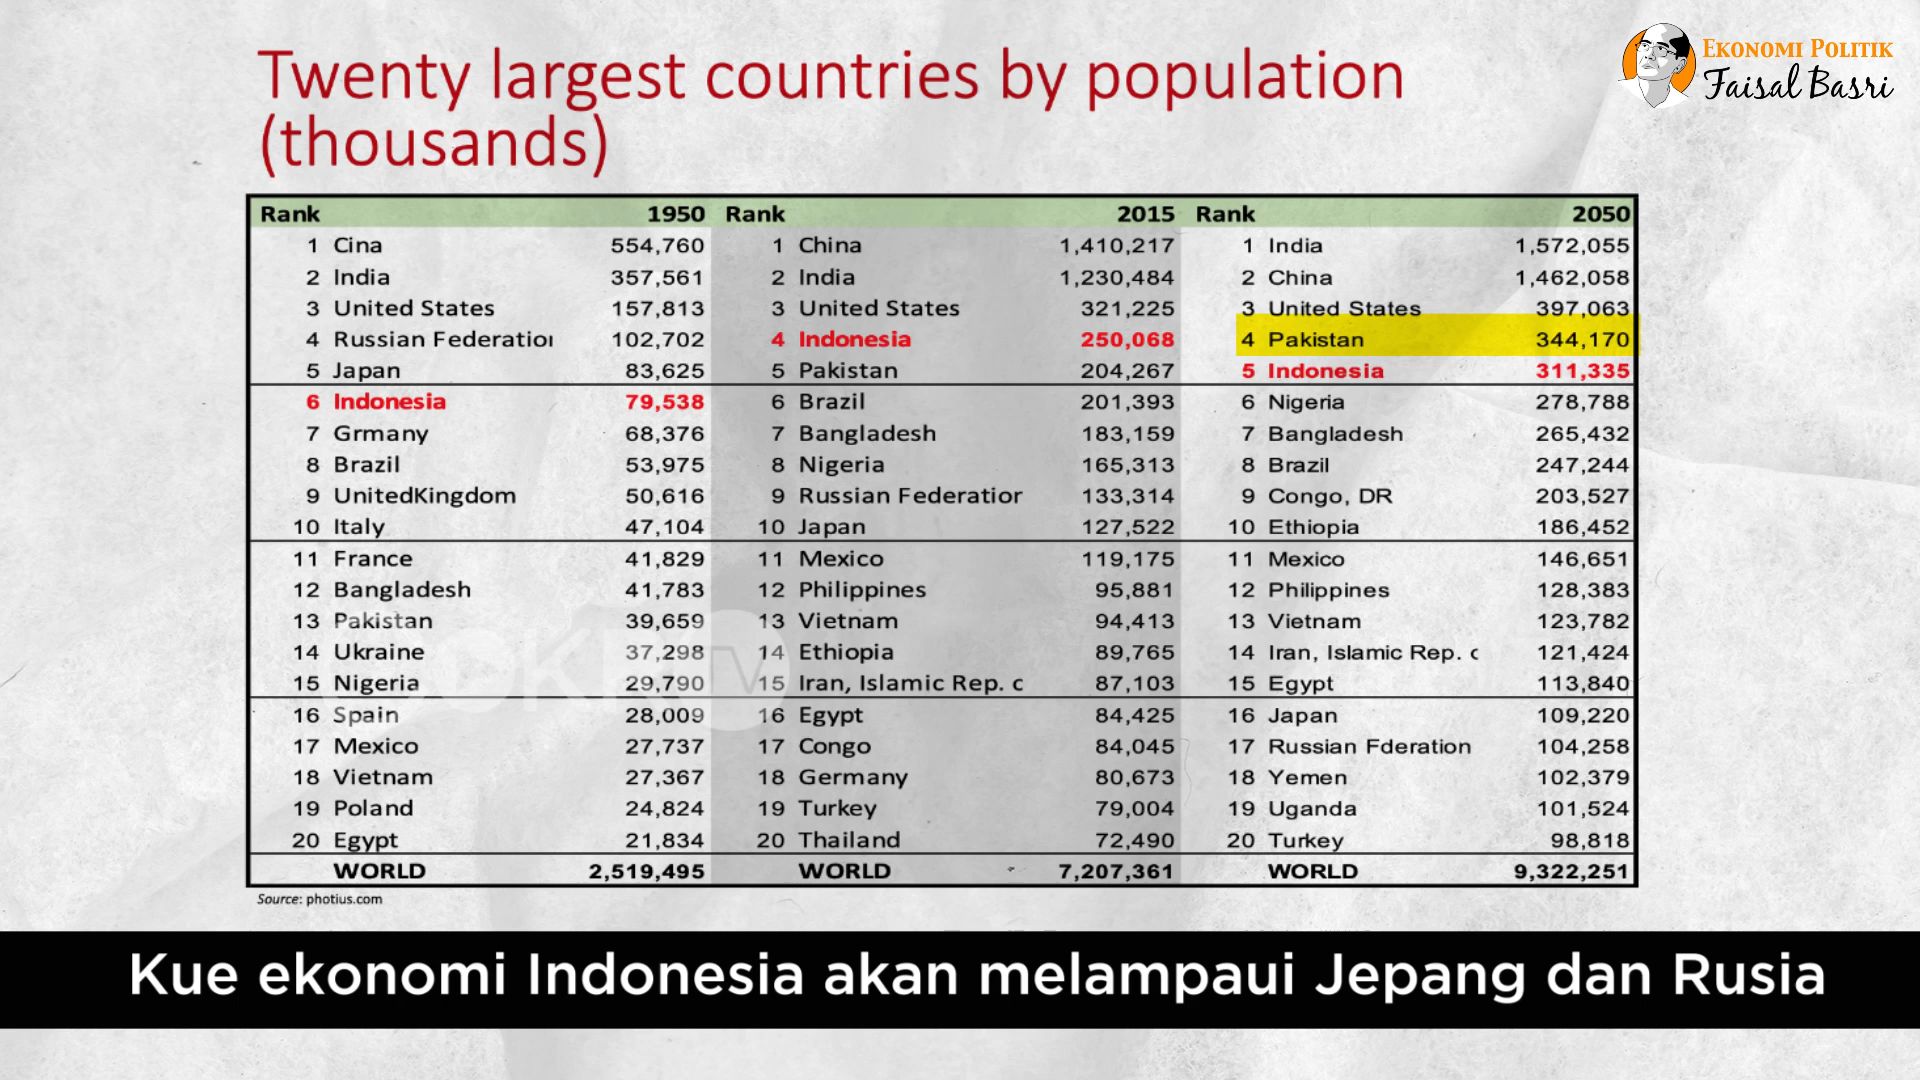 Twenty largest countries by population
(thousands)
EKONOMI POLITIK
Faisal Basri
Rank 1950 Rank 2015 Rank 2050
1 Cina 554,760 1 China 1,410,217 1 India 1,572,055
2 India 357,561 2 India 1,230,484 2 China 1,462,058
3 United States 157,813 3 United States 321,225 3 United States 397,063
4 Russian Federation 102,702 4 Indonesia 250,068 4 Pakistan 344,170
5 Japan 83,625 5 Pakistan 204,267 5 Indonesia 311,335
6 Indonesia 79,538 6 Brazil 201,393 6 Nigeria 278,788
7 Grmany 68,376 7 Bangladesh 183,159 7 Bangladesh 265,432
8 Brazil 53,975 8 Nigeria 165,313 8 Brazil 247,244
9 UnitedKingdom 50,616 9 Russian Federation 133,314 9 Congo, DR 203,527
10 Italy 47,104 10 Japan 127,522 10 Ethiopia 186,452
11 France 41,829 11 Mexico 119,175 11 Mexico 146,651
12 Bangladesh 41,783 12 Philippines 95,881 12 Philippines 128,383
13 Pakistan 39,659 13 Vietnam 94,413 13 Vietnam 123,782
14 Ukraine 37,298 14 Ethiopia 89,765 14 Iran, Islamic Rep. 121,424
15 Nigeria 29,790 15 Iran, Islamic Rep. 87,103 15 Egypt 113,840
16 Spain 28,009 16 Egypt 84,425 16 Japan 109,220
17 Mexico 27,737 17 Congo 84,045 17 Russian Fderation 104,258
18 Vietnam 27,367 18 Germany 80,673 18 Yemen 102,379
19 Poland 24,824 19 Turkey 79,004 19 Uganda 101,524
20 Egypt 21,834 20 Thailand 72,490 20 Turkey 98,818
WORLD 2,519,495 WORLD 7,207,361 WORLD 9,322,251
Source: photius.com
Kue ekonomi Indonesia akan melampaui Jepang dan Rusia